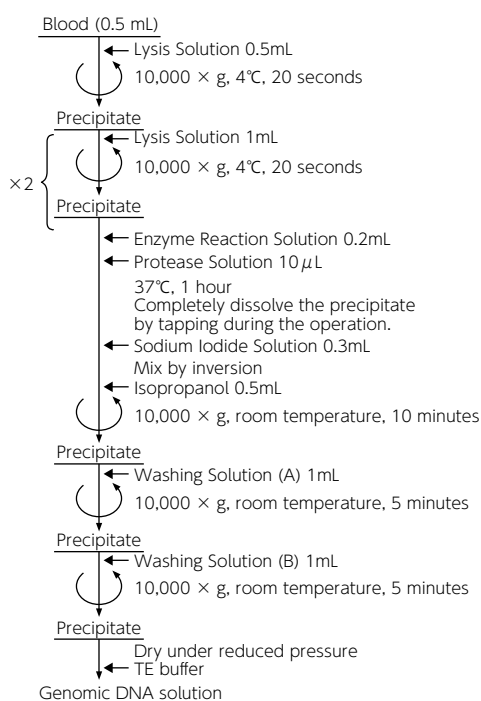 Blood (0.5 mL)
Lysis Solution 0.5mL
10,000 × g, 4℃, 20 seconds
Precipitate
Lysis Solution 1mL
10,000 × g, 4℃, 20 seconds
×2
Precipitate
Enzyme Reaction Solution 0.2mL
Protease Solution 10μL
37℃, 1 hour
Completely dissolve the precipitate
by tapping during the operation.
Sodium Iodide Solution 0.3mL
Mix by inversion
Isopropanol 0.5mL
10,000 × g, room temperature, 10 minutes
Precipitate
Washing Solution (A) 1mL
10,000 × g, room temperature, 5 minutes
Precipitate
Washing Solution (B) 1mL
10,000 × g, room temperature, 5 minutes
Precipitate
Dry under reduced pressure
TE buffer
Genomic DNA solution